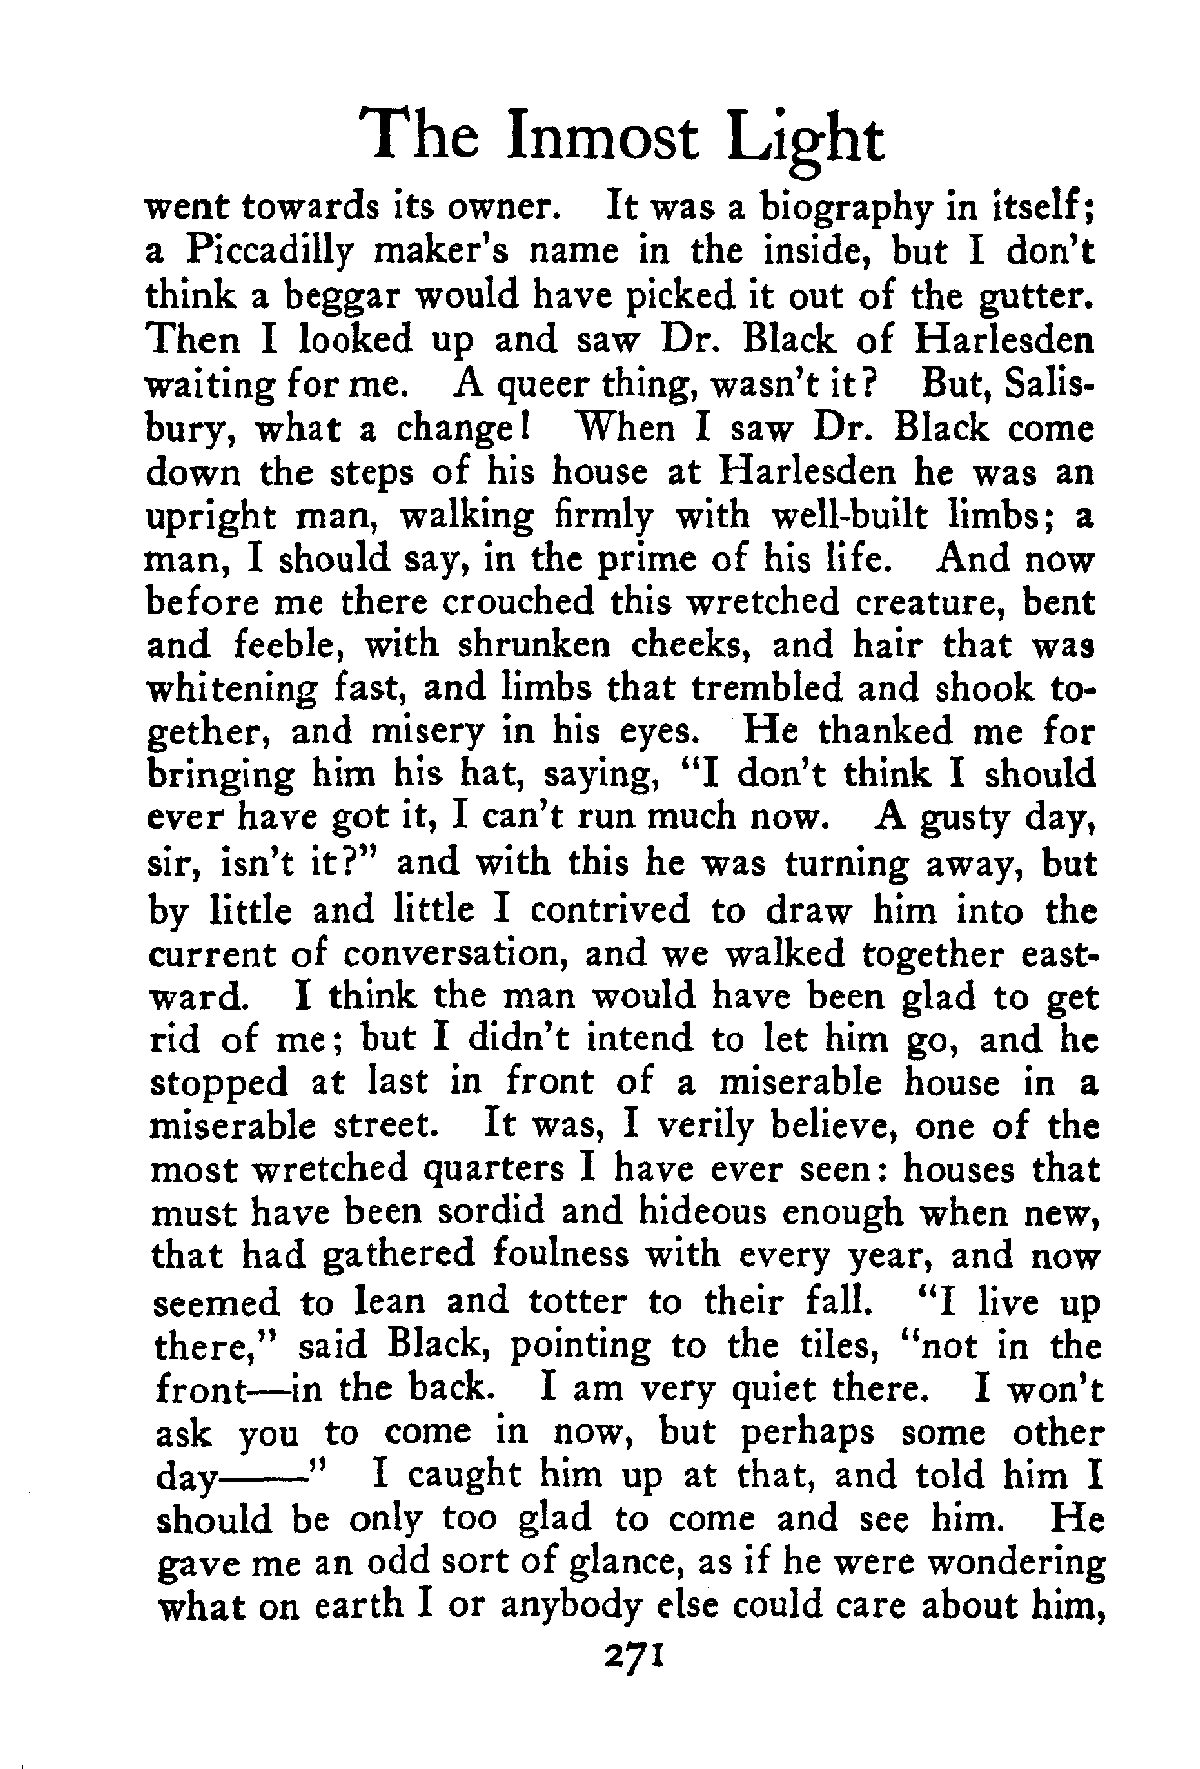 The Inmost Light
went towards its owner. It was a biography in itself;
a Piccadilly maker's name in the inside, but I don't
think a beggar would have picked it out of the gutter.
Then I looked up and saw Dr. Black of Harlesden
waiting for me. A queer thing, wasn't it? But, Salis-
bury, what a change! When I saw Dr. Black come
down the steps of his house at Harlesden he was an
upright man, walking firmly with well-built limbs; a
man, I should say, in the prime of his life. And now
before me there crouched this wretched creature, bent
and feeble, with shrunken cheeks, and hair that was
whitening fast, and limbs that trembled and shook to-
gether, and misery in his eyes. He thanked me for
bringing him his hat, saying, "I don't think I should
ever have got it, I can't run much now. A gusty day,
sir, isn't it?" and with this he was turning away, but
by little and little I contrived to draw him into the
current of conversation, and we walked together east-
ward. I think the man would have been glad to get
rid of me; but I didn't intend to let him go, and he
stopped at last in front of a miserable house in a
miserable street. It was, I verily believe, one of the
most wretched quarters I have ever seen: houses that
must have been sordid and hideous enough when new,
that had gathered foulness with every year, and now
seemed to lean and totter to their fall. "I live up
there," said Black, pointing to the tiles, "not in the
front—in the back. I am very quiet there. I won't
ask you to come in now, but perhaps some other
day——" I caught him up at that, and told him I
should be only too glad to come and see him. He
gave me an odd sort of glance, as if he were wondering
what on earth I or anybody else could care about him,
271